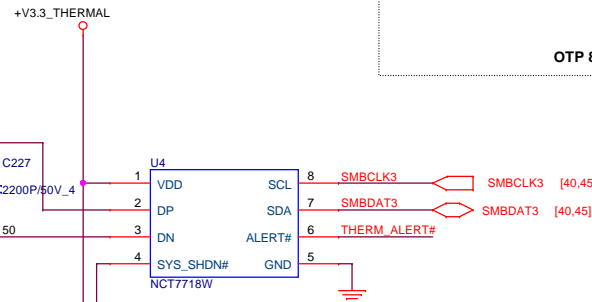 +V3.3_THERMAL
OTP 8
C227
2200P/50V_4
50
U4
1 VDD SCL 8 SMBCLK3 SMBCLK3 [40,45
2 DP SDA 7 SMBDAT3 SMBDAT3 [40,45]
3 DN ALERT# 6 THERM_ALERT#
4 SYS_SHDN# GND 5
NCT7718W